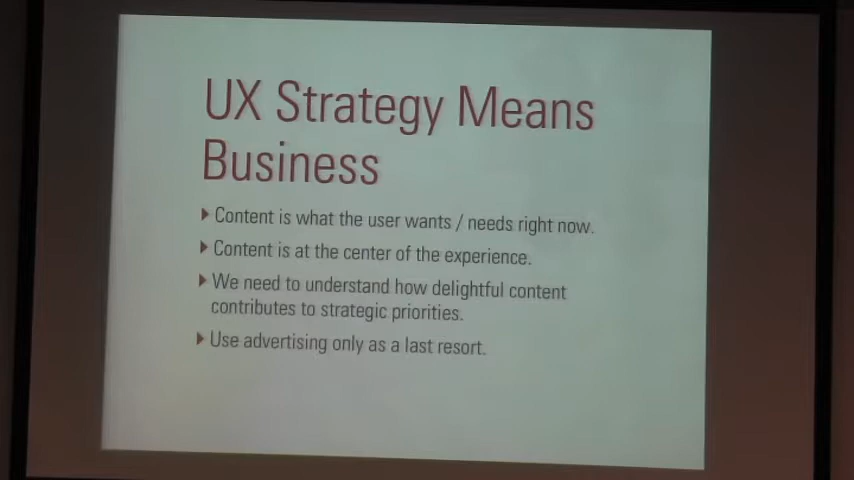 UX Strategy Means
Business
Content is what the user wants / needs right now.
Content is at the center of the experience.
We need to understand how delightful content
contributes to strategic priorities.
Use advertising only as a last resort.